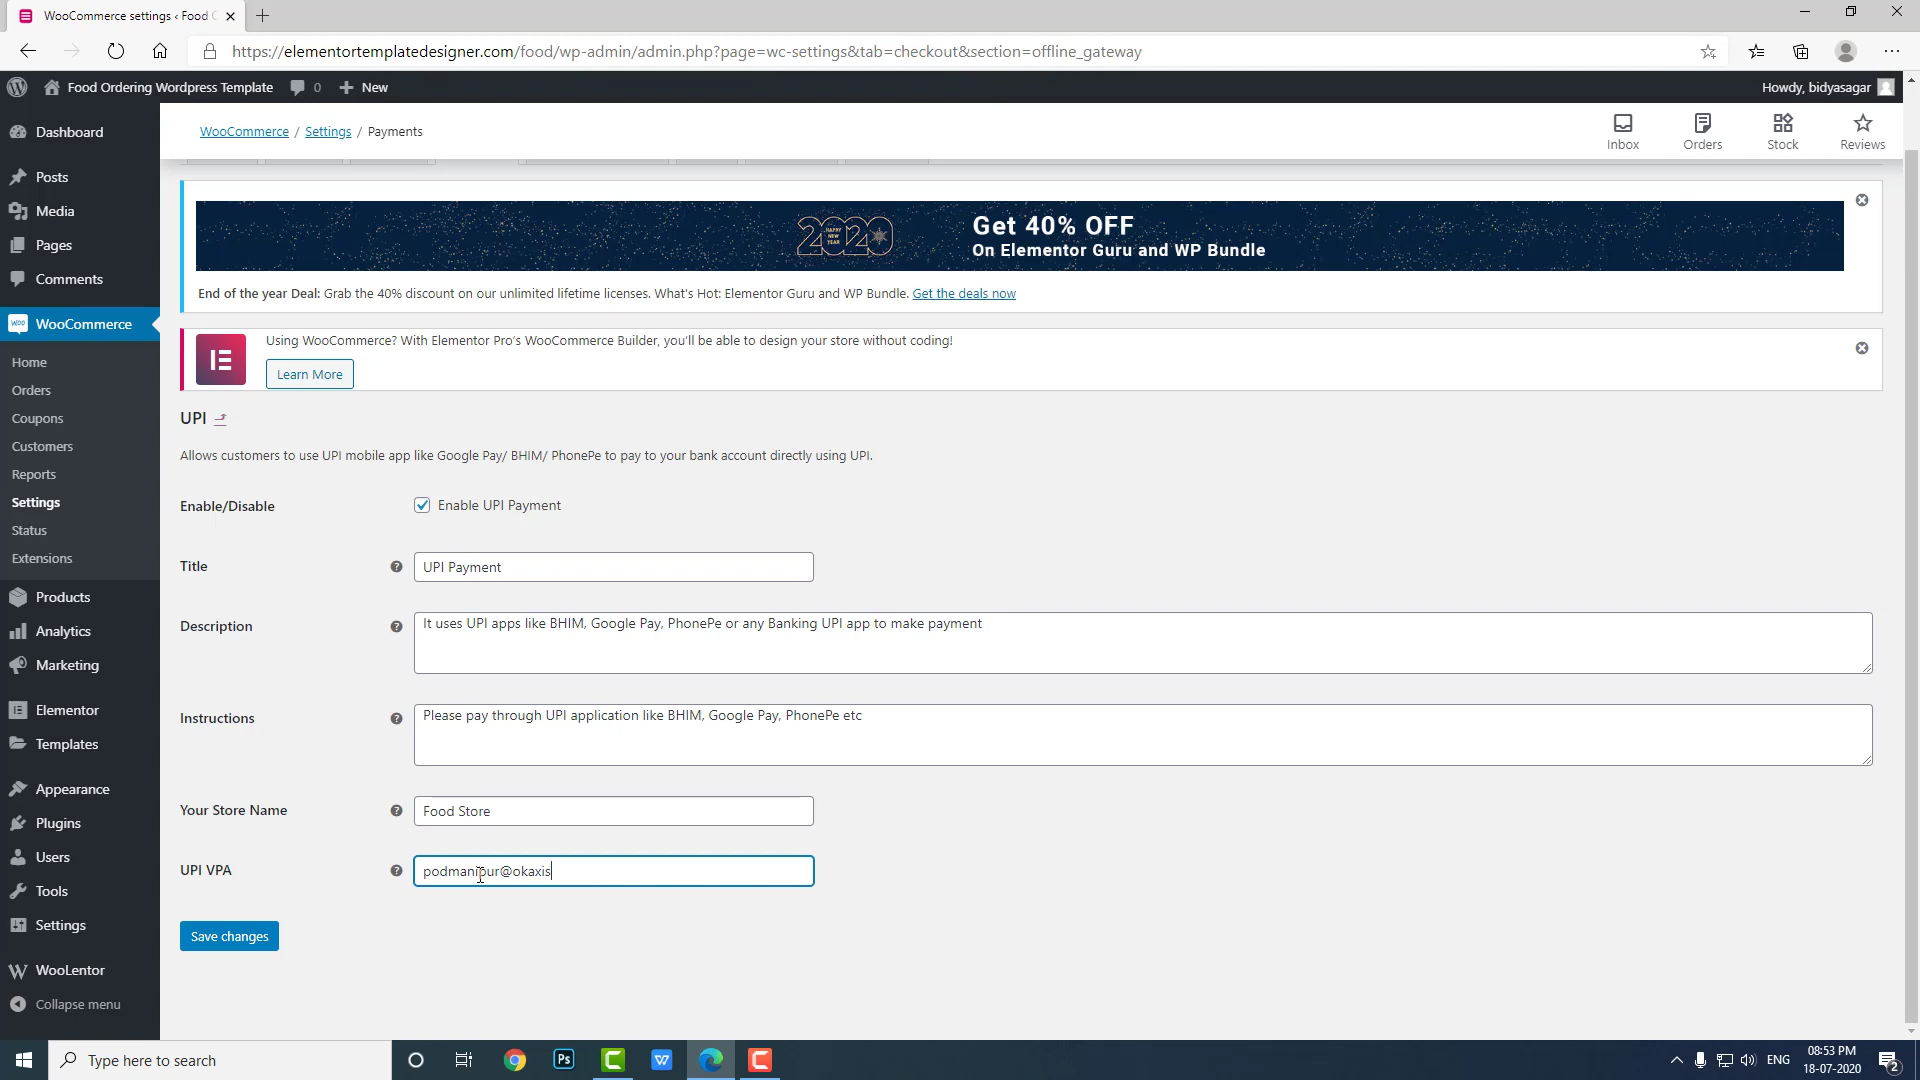 WooCommerce settings ‹ Food
https://elementortemplatedesigner.com/food/wp-admin/admin.php?page=wc-settings&tab=checkout&section=offline_gateway
Food Ordering Wordpress Template
0
New
Howdy, bidyasagar
Dashboard
Posts
Media
Pages
Comments
WOO
WooCommerce
Home
Orders
Coupons
Customers
Reports
Settings
Status
Extensions
Products
Analytics
Marketing
Elementor
Templates
Appearance
Plugins
Users
Tools
Settings
WooLentor
Collapse menu
WooCommerce / Settings / Payments
Inbox
Orders
Stock
Reviews
2020
HAPPY
NEW
YEAR
Get 40% OFF
On Elementor Guru and WP Bundle
End of the year Deal: Grab the 40% discount on our unlimited lifetime licenses. What's Hot: Elementor Guru and WP Bundle. Get the deals now
Using WooCommerce? With Elementor Pro's WooCommerce Builder, you'll be able to design your store without coding!
Learn More
UPI
Allows customers to use UPI mobile app like Google Pay/ BHIM/ PhonePe to pay to your bank account directly using UPI.
Enable/Disable
Enable UPI Payment
Title
UPI Payment
Description
It uses UPI apps like BHIM, Google Pay, PhonePe or any Banking UPI app to make payment
Instructions
Please pay through UPI application like BHIM, Google Pay, PhonePe etc
Your Store Name
Food Store
UPI VPA
podmanipur@okaxis
Save changes
Type here to search
Ps
ENG
08:53 PM
18-07-2020
2